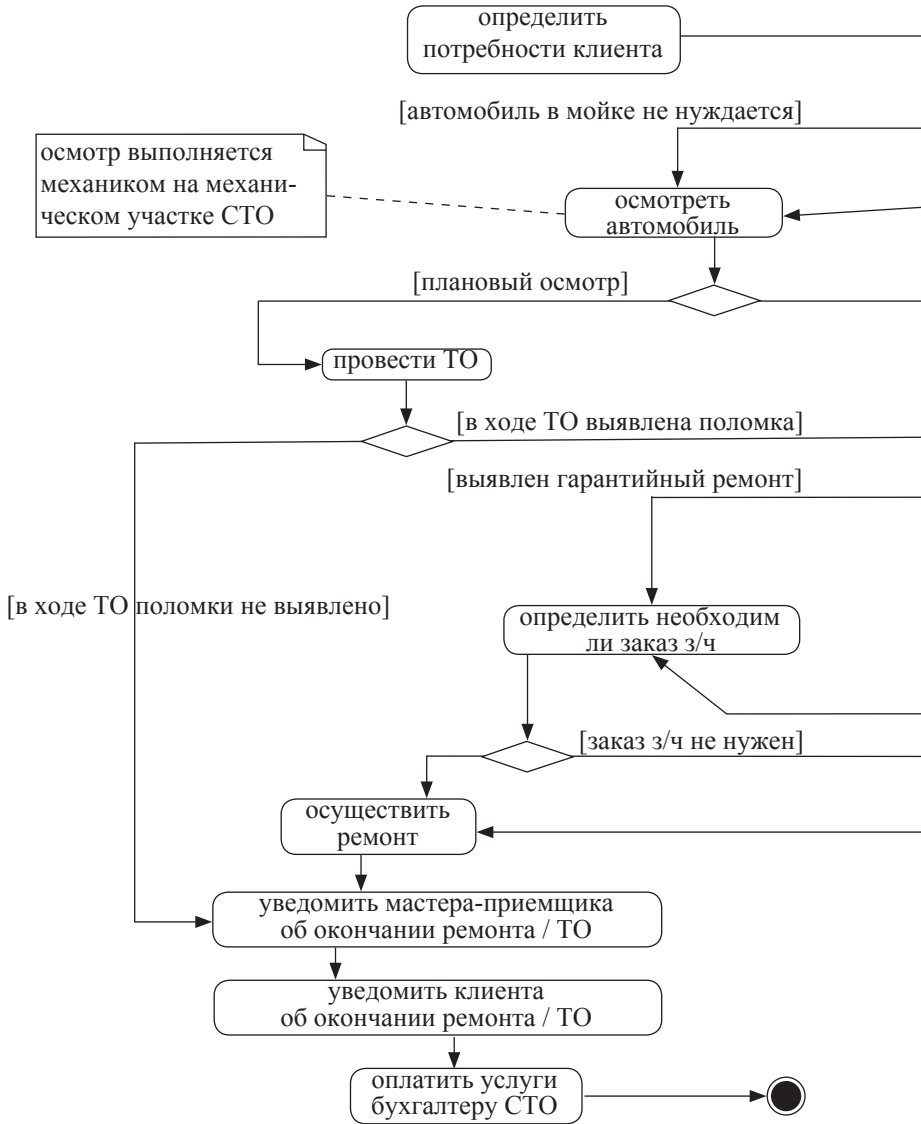 определить
потребности клиента
[автомобиль в мойке не нуждается]
осмотр выполняется
механиком на механи-
ческом участке СТО
осмотреть
автомобиль
[плановый осмотр]
провести ТО
[в ходе ТО выявлена поломка]
[выявлен гарантийный ремонт]
[в ходе ТО поломки не выявлено]
определить необходим
ли заказ з/ч
[заказ з/ч не нужен]
осуществить
ремонт
уведомить мастера-приемщика
об окончании ремонта / ТО
уведомить клиента
об окончании ремонта / ТО
оплатить услуги
бухгалтеру СТО